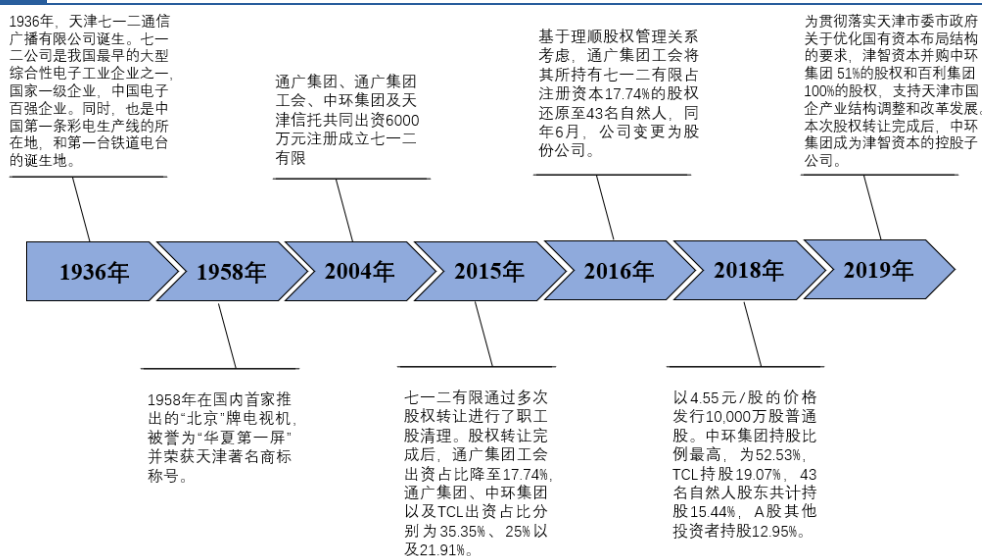 1936年，天津七一二通信
广播有限公司诞生。七一
二公司是我国最早的大型
综合性电子工业企业之一，
国家一级企业，中国电子
百强企业。同时，也是中
国第一条彩电生产线的所
在地，和第一台铁道电台
的诞生地。
通广集团、通广集团
工会、中环集团及天
津信托共同出资6000
万元注册成立七一二
有限
基于理顺股权管理关系
考虑，通广集团工会将
其所持有七一二有限占
注册资本17.74%的股权
还原至43名自然人，同
年6月，公司变更为股
份公司。
为贯彻落实天津市委市政府
关于优化国有资本布局结构
的要求，津智资本并购中环
集团 51%的股权和百利集团
100%的股权，支持天津市国
企产业结构调整和改革发展。
本次股权转让完成后，中环
集团成为津智资本的控股子
公司。
1936年
1958年
2004年
2015年
2016年
2018年
2019年
1958年在国内首家推
出的“北京”牌电视机，
被誉为“华夏第一屏”
并荣获天津著名商标
称号。
七一二有限通过多次
股权转让进行了职工
股清理。股权转让完
成后，通广集团工会
出资占比降至17.74%，
通广集团、中环集团
以及TCL出资占比分
别为35.35%、25%以
及21.91%。
以4.55元/股的价格
发行10,000万股普通
股。中环集团持股比
例最高，为52.53%，
TCL持股19.07%，43
名自然人股东共计持
股15.44%，A股其他
投资者持股12.95%。